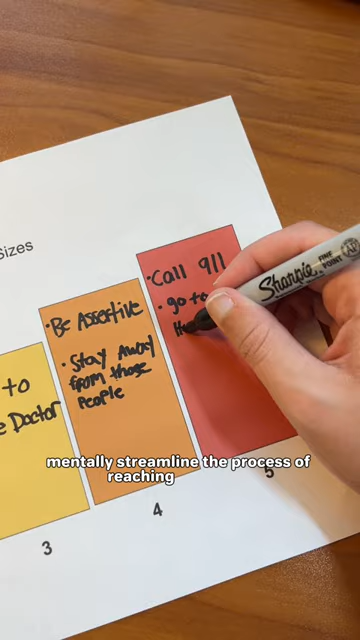 Sizes
to
e Doctor
3
• Be Assertive
• Stay Away
from those
People
4
• Call 911
• go to
5
Sharpie
FINE
POINT
mentally streamline the process of
reaching